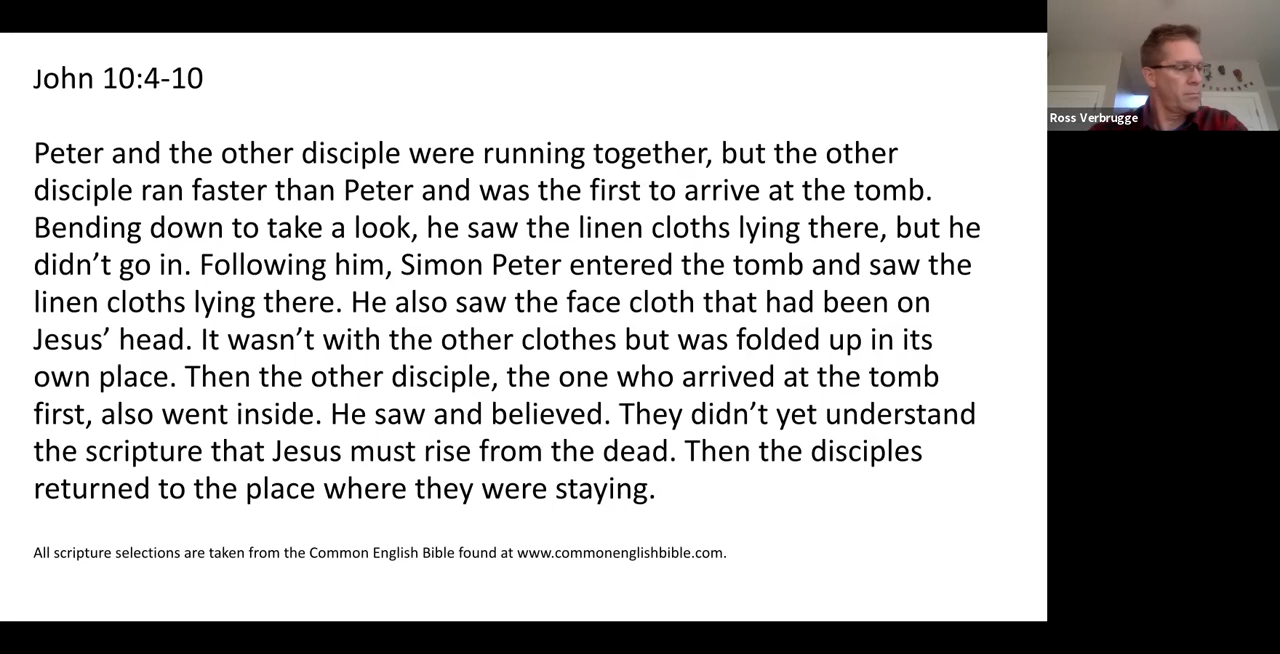 John 10:4-10
Peter and the other disciple were running together, but the other
disciple ran faster than Peter and was the first to arrive at the tomb.
Bending down to take a look, he saw the linen cloths lying there, but he
didn’t go in. Following him, Simon Peter entered the tomb and saw the
linen cloths lying there. He also saw the face cloth that had been on
Jesus’ head. It wasn’t with the other clothes but was folded up in its
own place. Then the other disciple, the one who arrived at the tomb
first, also went inside. He saw and believed. They didn’t yet understand
the scripture that Jesus must rise from the dead. Then the disciples
returned to the place where they were staying.
All scripture selections are taken from the Common English Bible found at www.commonenglishbible.com.
Ross Verbrugge